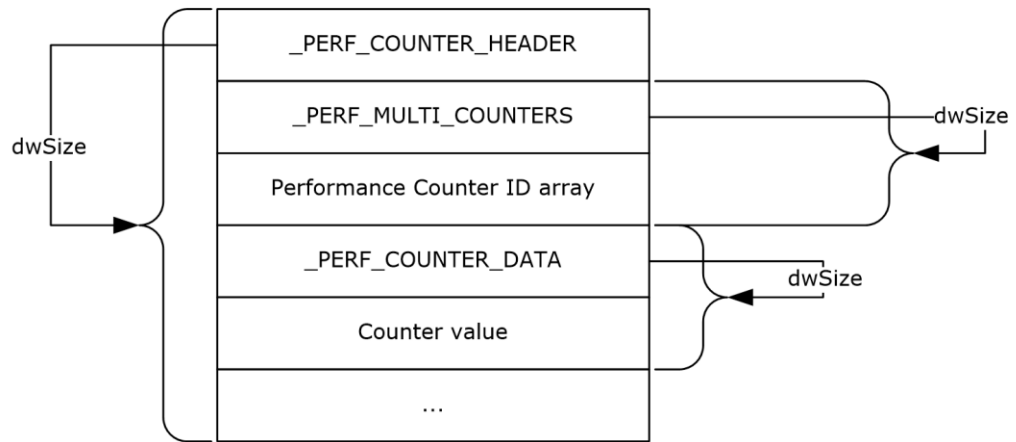 _PERF_COUNTER_HEADER
_PERF_MULTI_COUNTERS
dwSize
dwSize
Performance Counter ID array
_PERF_COUNTER_DATA
dwSize
Counter value
...